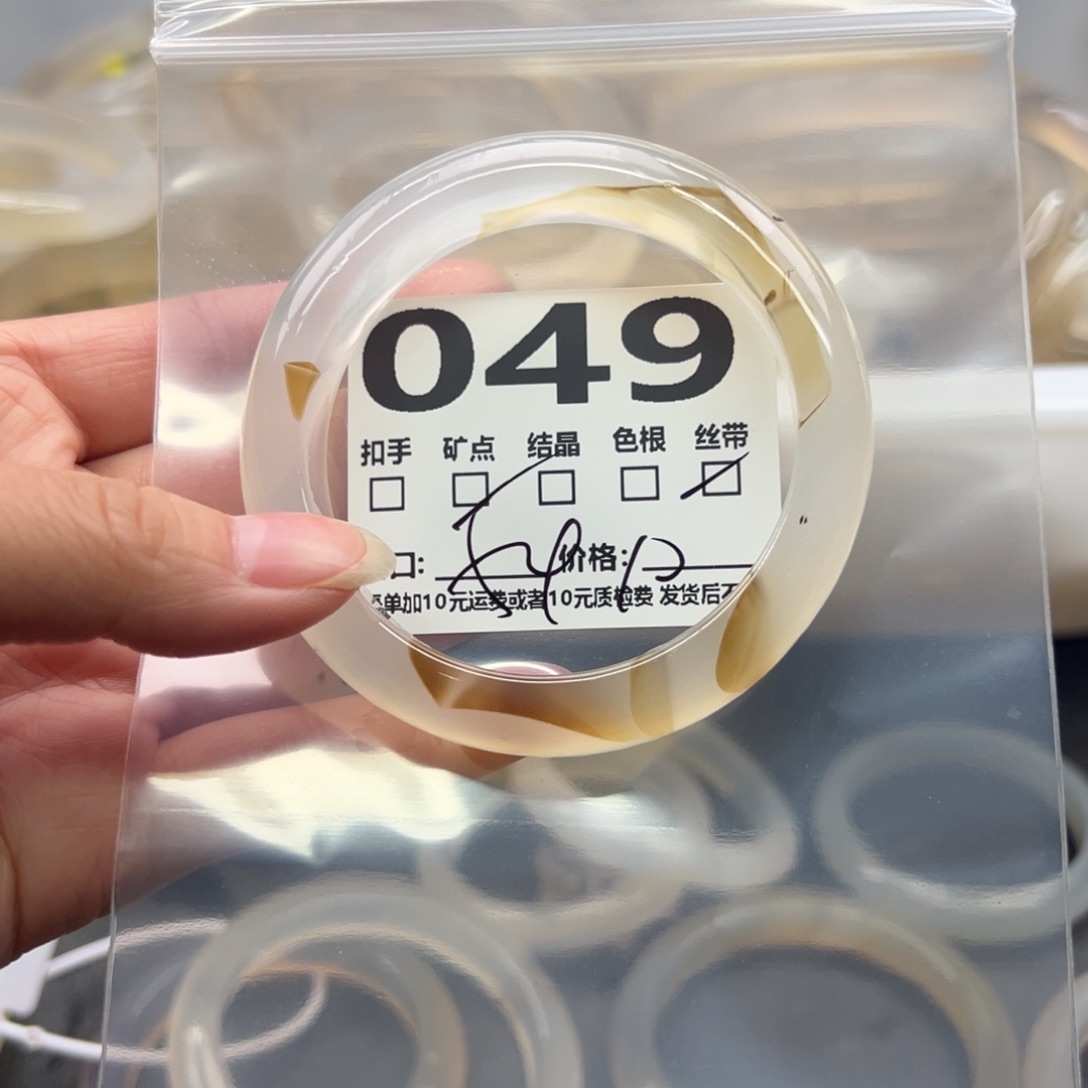 049
扣手 矿点 结晶 色根 丝带
口: 价格:
单加10元运费或者10元质检费 发货后不